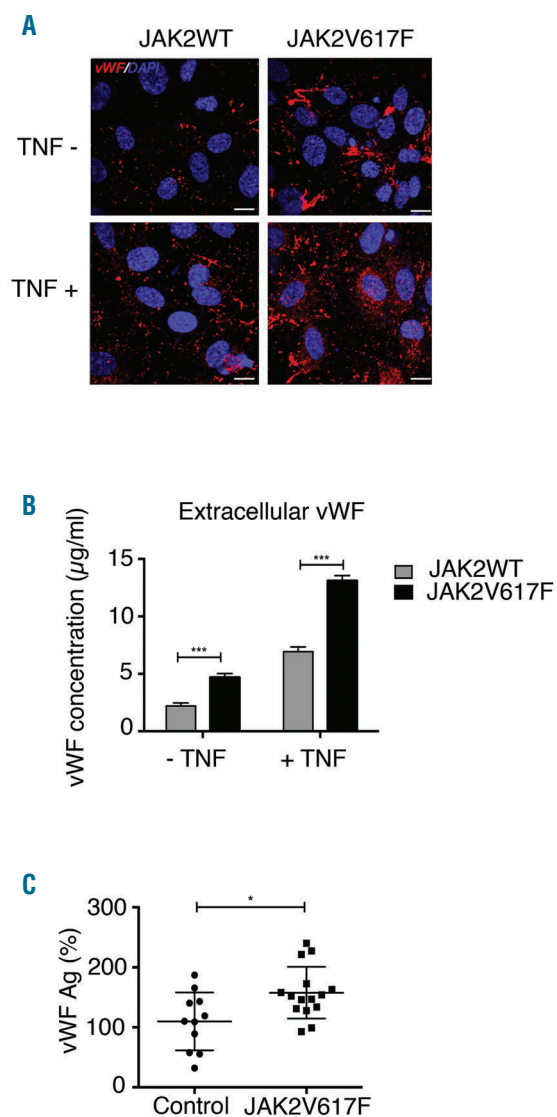 A
JAK2WT JAK2V617F
vWF/DAPI
TNF -
TNF +
B
Extracellular vWF
vWF concentration (µg/ml)
15
10
5
0
***
***
JAK2WT
JAK2V617F
- TNF + TNF
C
vWF Ag (%)
300
200
100
0
*
Control JAK2V617F